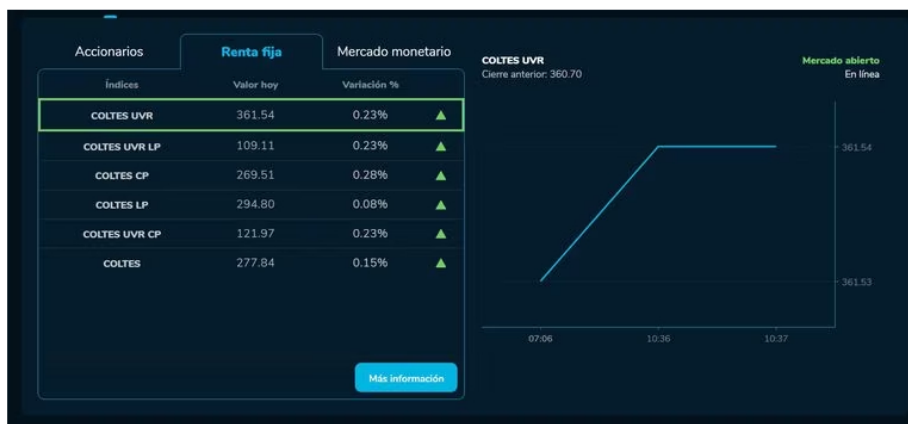 Accionarios Renta fija Mercado monetario
Índices Valor hoy Variación %
COLTES UVR 361.54 0.23%
COLTES UVR LP 109.11 0.23%
COLTES CP 269.51 0.28%
COLTES LP 294.80 0.08%
COLTES UVR CP 121.97 0.23%
COLTES 277.84 0.15%
Más información
COLTES UVR
Cierre anterior: 360.70
Mercado abierto
En línea
361.54
361.53
07:06 10:36 10:37